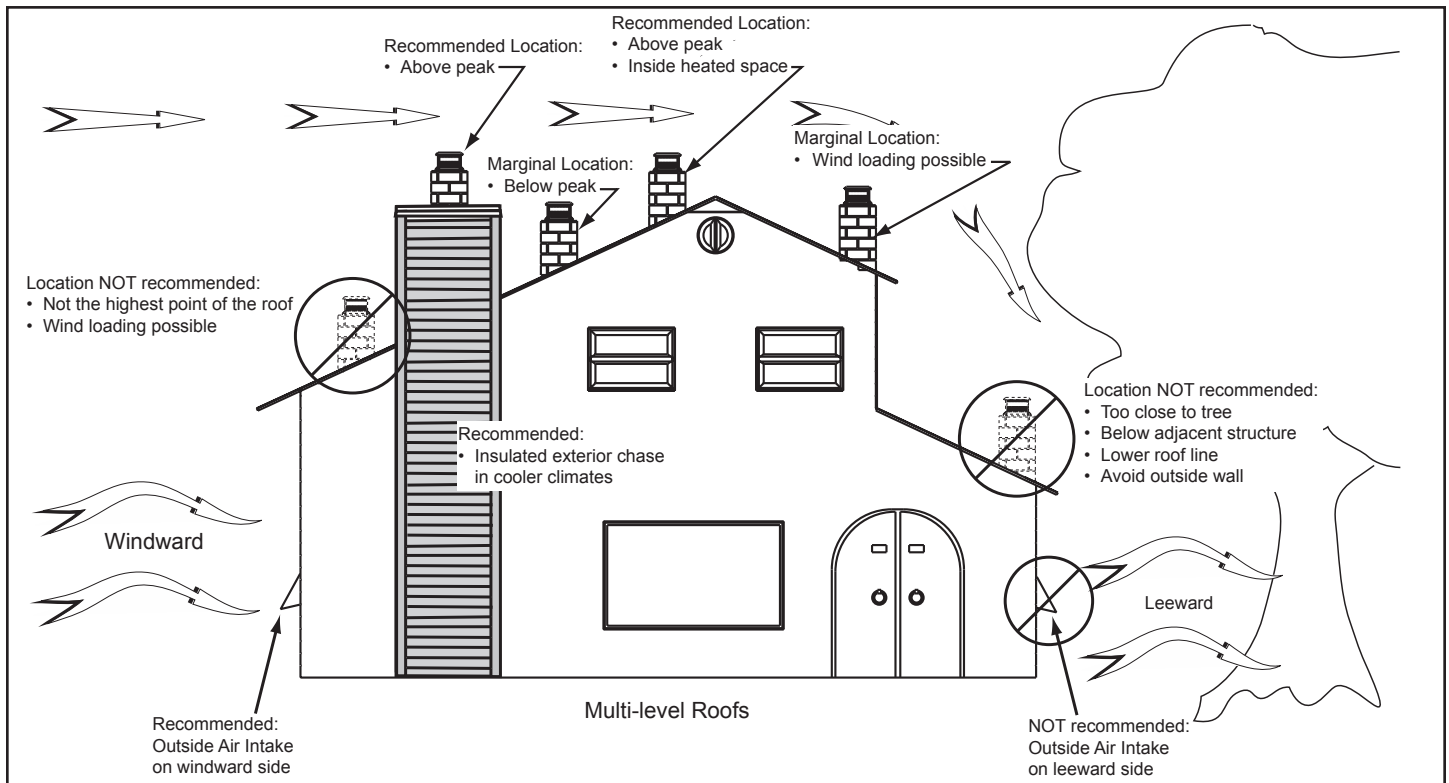 Recommended Location:
• Above peak
Recommended Location:
• Above peak
• Inside heated space
Marginal Location:
• Below peak
Marginal Location:
• Wind loading possible
Location NOT recommended:
• Not the highest point of the roof
• Wind loading possible
Location NOT recommended:
• Too close to tree
• Below adjacent structure
• Lower roof line
• Avoid outside wall
Recommended:
• Insulated exterior chase
in cooler climates
Windward
Leeward
Multi-level Roofs
Recommended:
Outside Air Intake
on windward side
NOT recommended:
Outside Air Intake
on leeward side